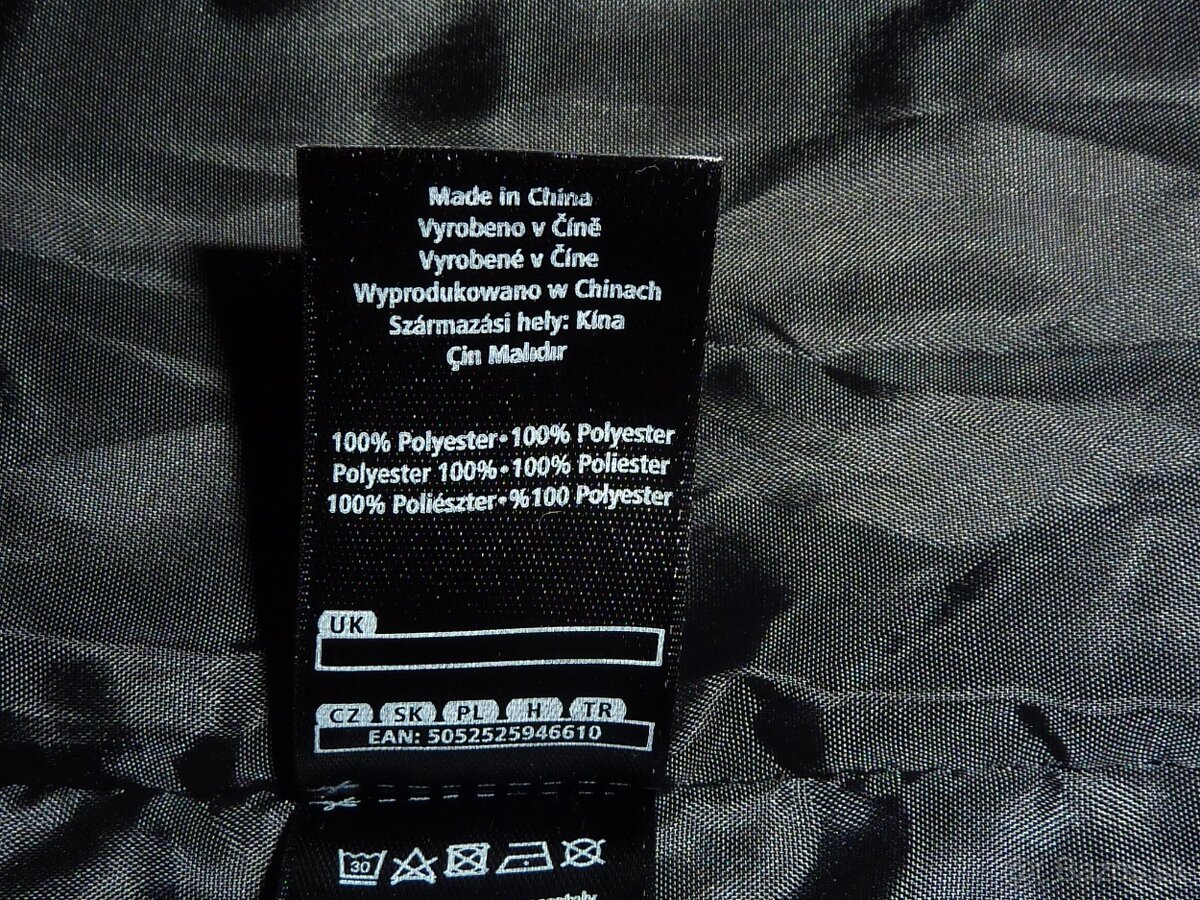 Made in China
Vyrobeno v Číně
Vyrobené v Číne
Wyprodukowano w Chinach
Származási hely: Kína
Çin Malıdır
100% Polyester•100% Polyester
Polyester 100%•100% Poliester
100% Poliészter•%100 Polyester
UK
CZ SK PL H TR
EAN: 5052525946610
30